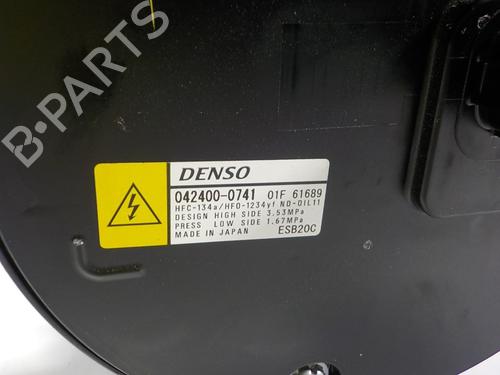 B-PARTS
DENSO
042400-0741 01F 61689
HFC-134a/HFO-1234yf ND-OIL11
DESIGN HIGH SIDE 3.53MPa
PRESS LOW SIDE 1.67MPa
MADE IN JAPAN ESB20C